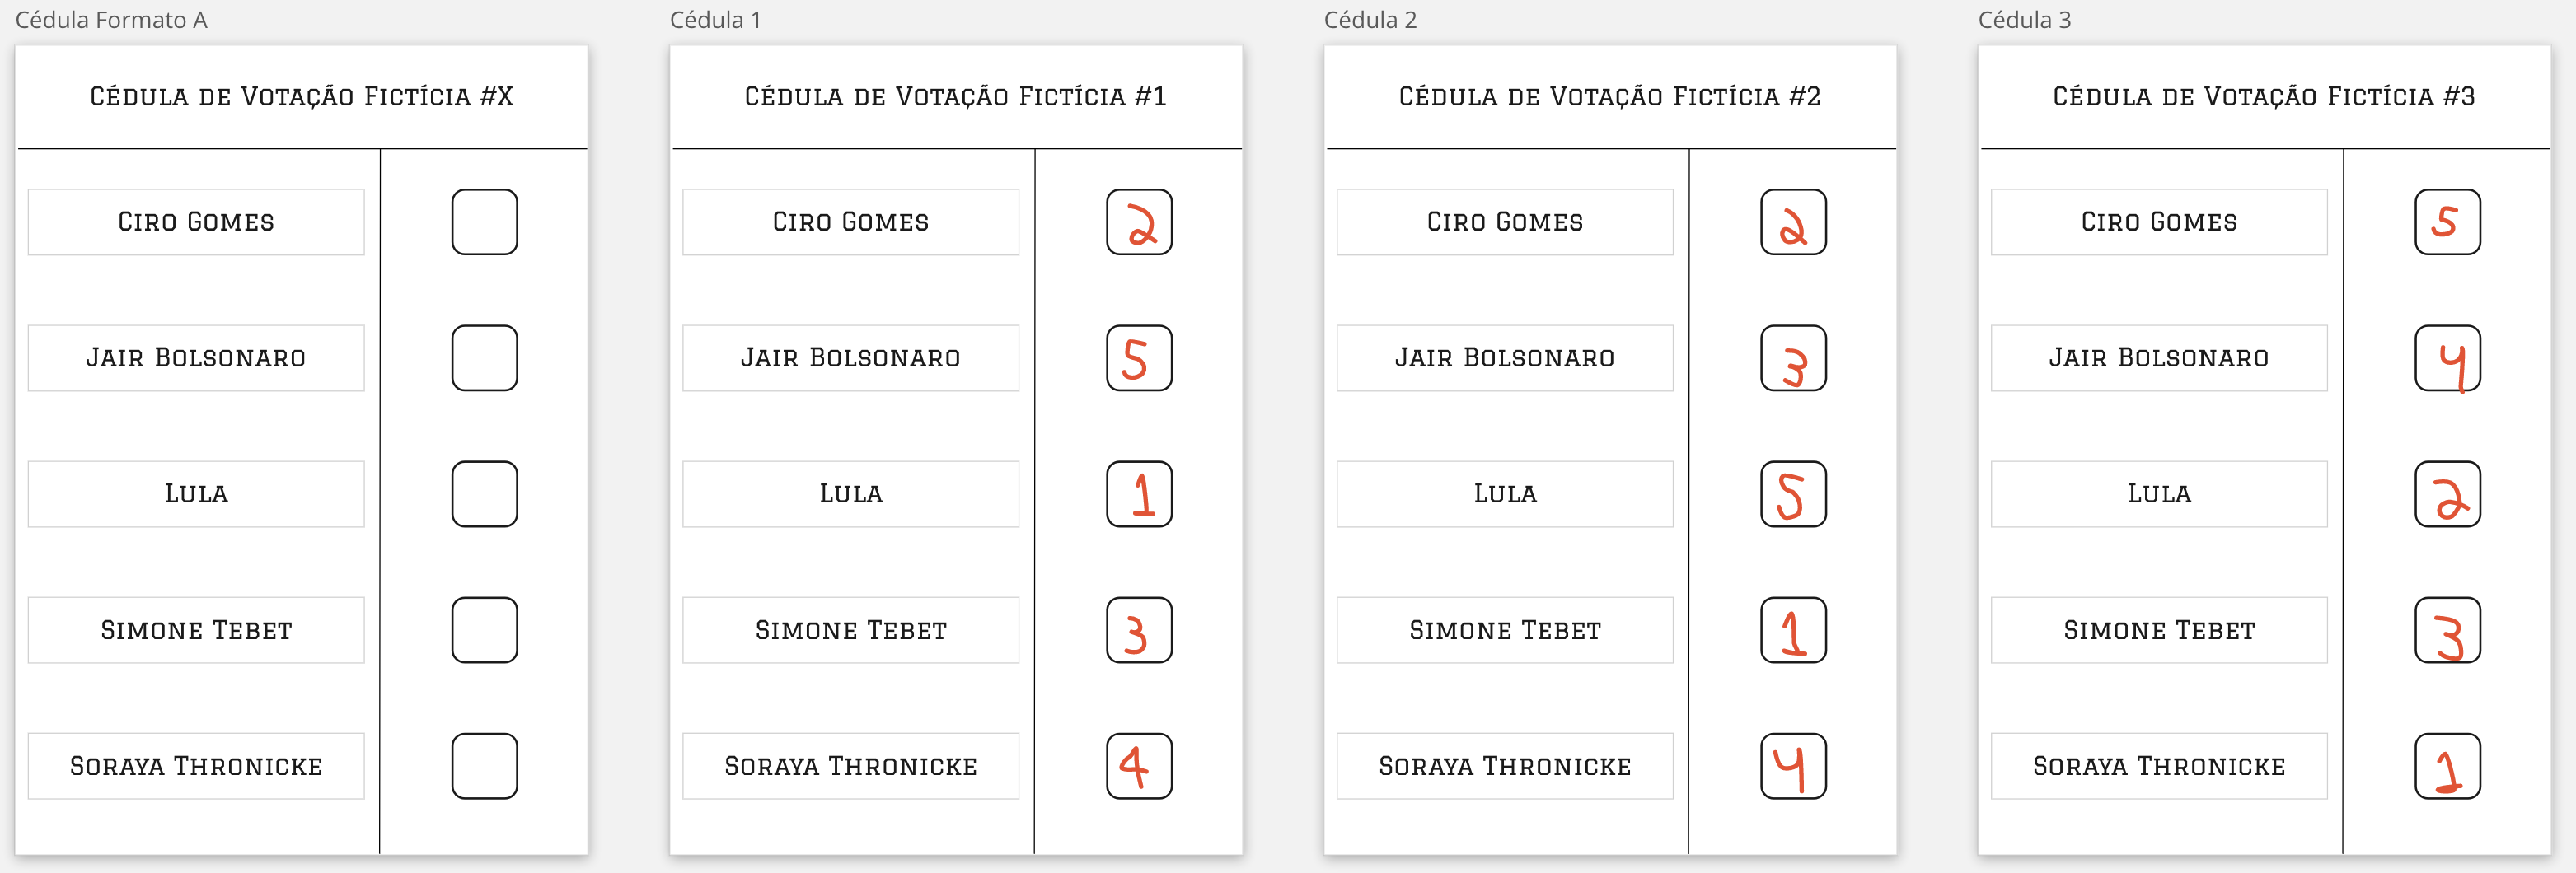 Cédula Formato A
Cédula de Votação Fictícia #X
Ciro Gomes
Jair Bolsonaro
Lula
Simone Tebet
Soraya Thronicke
Cédula 1
Cédula de Votação Fictícia #1
Ciro Gomes 2
Jair Bolsonaro 5
Lula 1
Simone Tebet 3
Soraya Thronicke 4
Cédula 2
Cédula de Votação Fictícia #2
Ciro Gomes 2
Jair Bolsonaro 3
Lula 5
Simone Tebet 1
Soraya Thronicke 4
Cédula 3
Cédula de Votação Fictícia #3
Ciro Gomes 5
Jair Bolsonaro 4
Lula 2
Simone Tebet 3
Soraya Thronicke 1